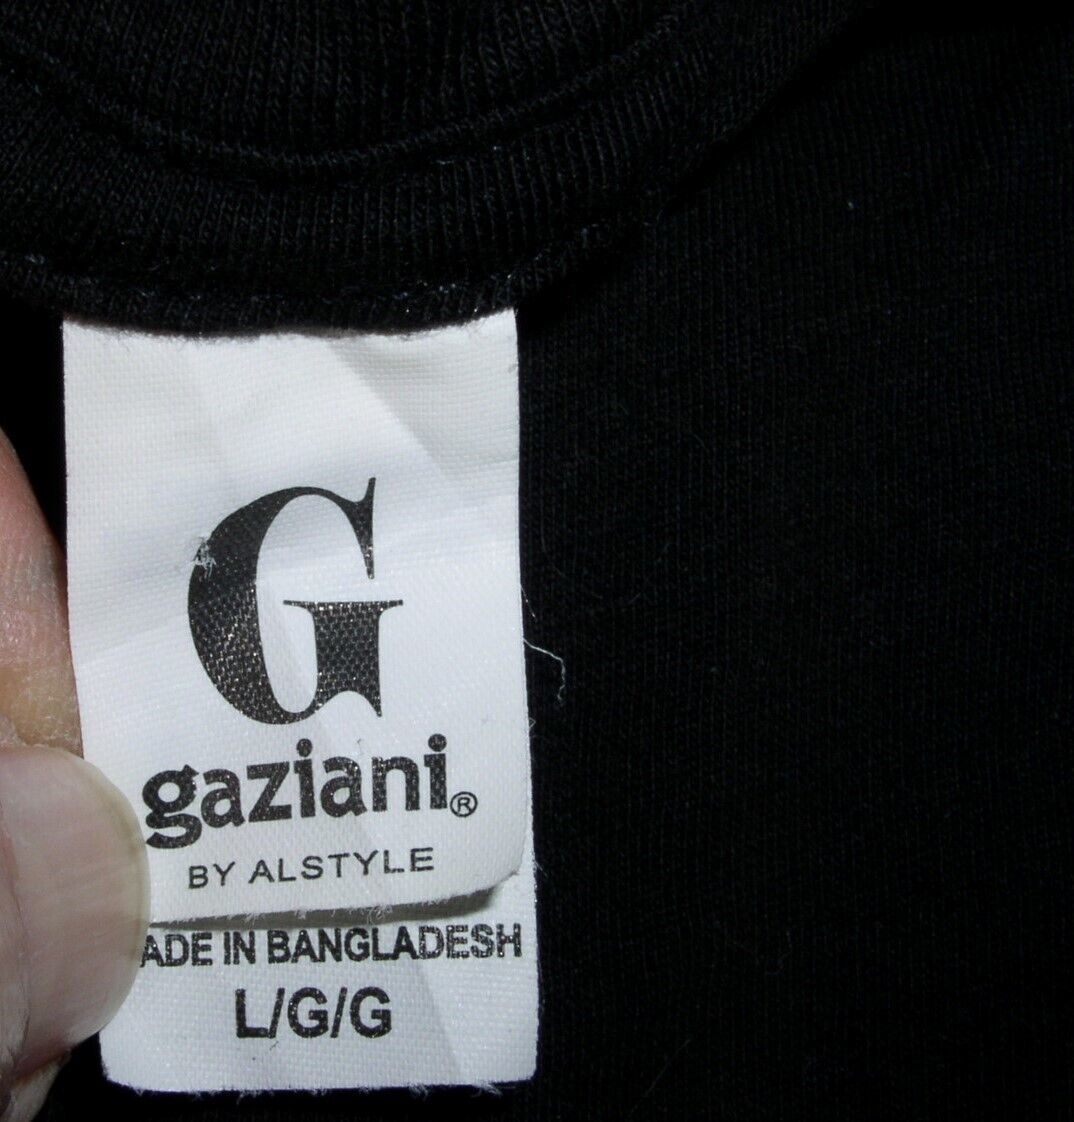 G
gaziani®
BY ALSTYLE
ADE IN BANGLADESH
L/G/G